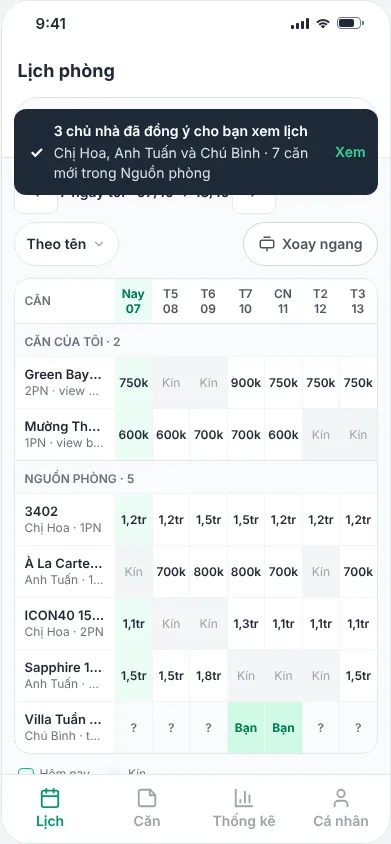 9:41
Lịch phòng
3 chủ nhà đã đồng ý cho bạn xem lịch
Chị Hoa, Anh Tuấn và Chú Bình · 7 căn
mới trong Nguồn phòng
Xem
Theo tên
Xoay ngang
CĂN Nay 07 T5 08 T6 09 T7 10 CN 11 T2 12 T3 13
CĂN CỦA TÔI · 2
Green Bay… 750k Kín Kín 900k 750k 750k 750k
2PN · view …
Mường Th… 600k 600k 700k 700k 600k Kín Kín
1PN · view b…
NGUỒN PHÒNG · 5
3402 1,2tr 1,2tr 1,5tr 1,5tr 1,2tr 1,2tr 1,2tr
Chị Hoa · 1PN
À La Carte… Kín 700k 800k 800k 700k Kín 700k
Anh Tuấn · 1…
ICON40 15… 1,1tr Kín Kín 1,3tr 1,1tr 1,1tr 1,1tr
Chị Hoa · 2PN
Sapphire 1… 1,5tr 1,5tr 1,8tr Kín Kín Kín 1,5tr
Anh Tuấn · …
Villa Tuần … ? ? ? Bạn Bạn ? ?
Chú Bình · t…
Hôm nay Kín
Lịch Căn Thống kê Cá nhân